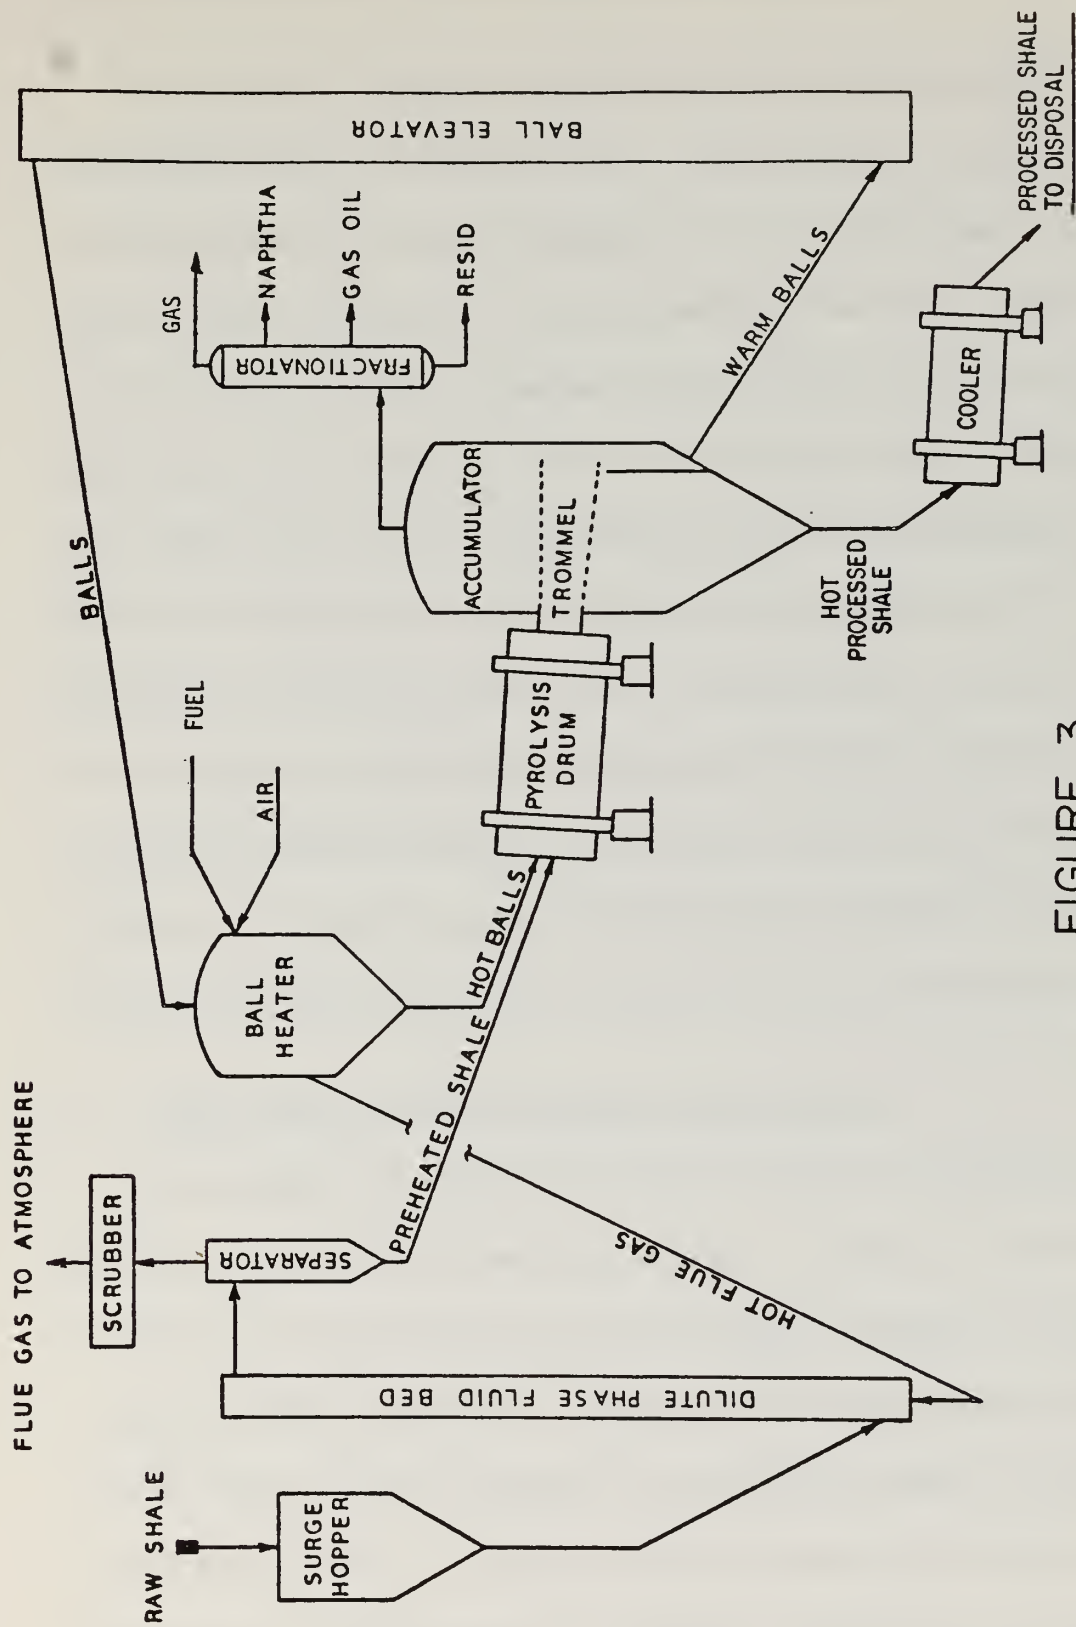 FLUE GAS TO ATMOSPHERE
SCRUBBER
RAW SHALE
SURGE
HOPPER
SEPARATOR
DILUTE PHASE FLUID BED
HOT FLUE GAS
PREHEATED SHALE
HOT BALLS
BALL
HEATER
FUEL
AIR
BALLS
PYROLYSIS
DRUM
TROMMEL
ACCUMULATOR
FRACTIONATOR
GAS
NAPHTHA
GAS OIL
RESID
BALL ELEVATOR
WARM BALLS
HOT
PROCESSED
SHALE
COOLER
PROCESSED SHALE
TO DISPOSAL
FIGURE 3